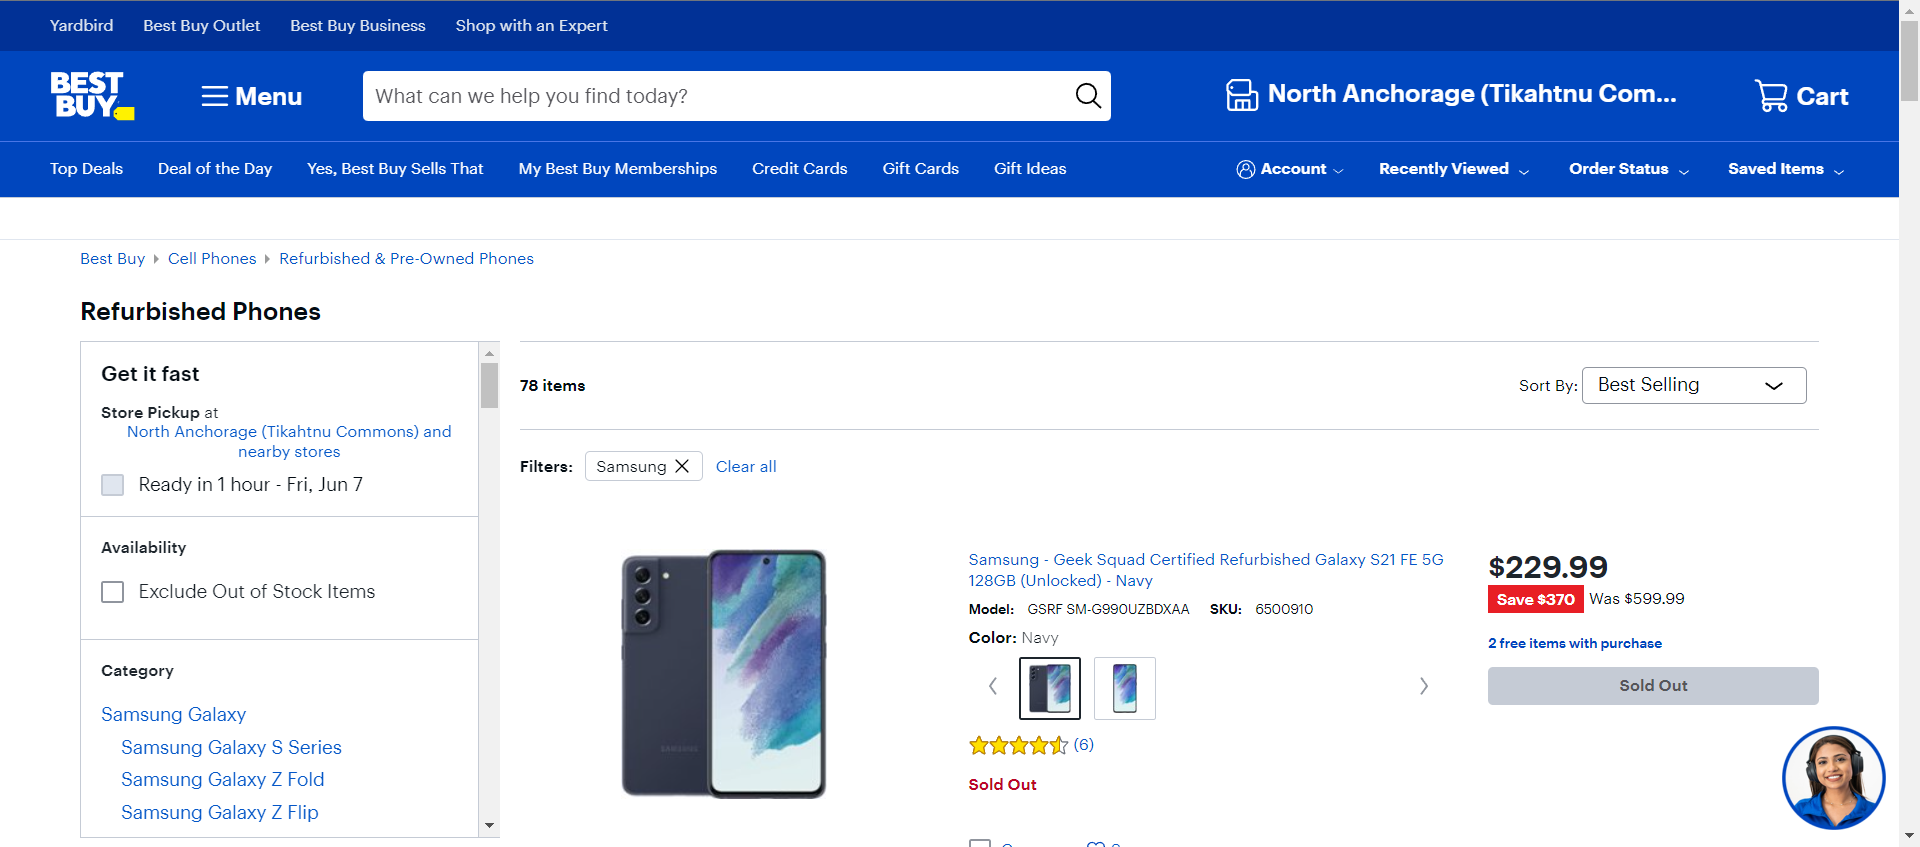 Yardbird Best Buy Outlet Best Buy Business Shop with an Expert
BEST BUY
Menu
What can we help you find today?
North Anchorage (Tikahtnu Com...
Cart
Top Deals Deal of the Day Yes, Best Buy Sells That My Best Buy Memberships Credit Cards Gift Cards Gift Ideas Account Recently Viewed Order Status Saved Items
Best Buy Cell Phones Refurbished & Pre-Owned Phones
Refurbished Phones
Get it fast
Store Pickup at
North Anchorage (Tikahtnu Commons) and
nearby stores
Ready in 1 hour - Fri, Jun 7
Availability
Exclude Out of Stock Items
Category
Samsung Galaxy
Samsung Galaxy S Series
Samsung Galaxy Z Fold
Samsung Galaxy Z Flip
78 items
Sort By: Best Selling
Filters: Samsung Clear all
SAMSUNG
Samsung - Geek Squad Certified Refurbished Galaxy S21 FE 5G
128GB (Unlocked) - Navy
Model: GSRF SM-G990UZBDXAA SKU: 6500910
Color: Navy
(6)
Sold Out
$229.99
Save $370 Was $599.99
2 free items with purchase
Sold Out